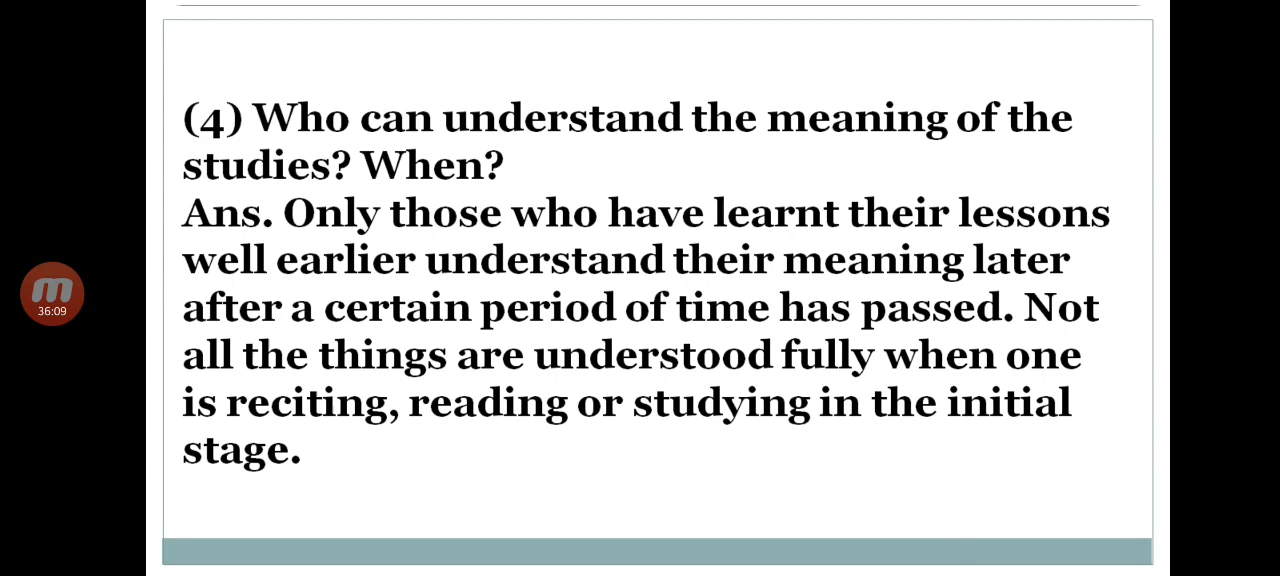 (4) Who can understand the meaning of the
studies? When?
Ans. Only those who have learnt their lessons
well earlier understand their meaning later
after a certain period of time has passed. Not
all the things are understood fully when one
is reciting, reading or studying in the initial
stage.
36:09